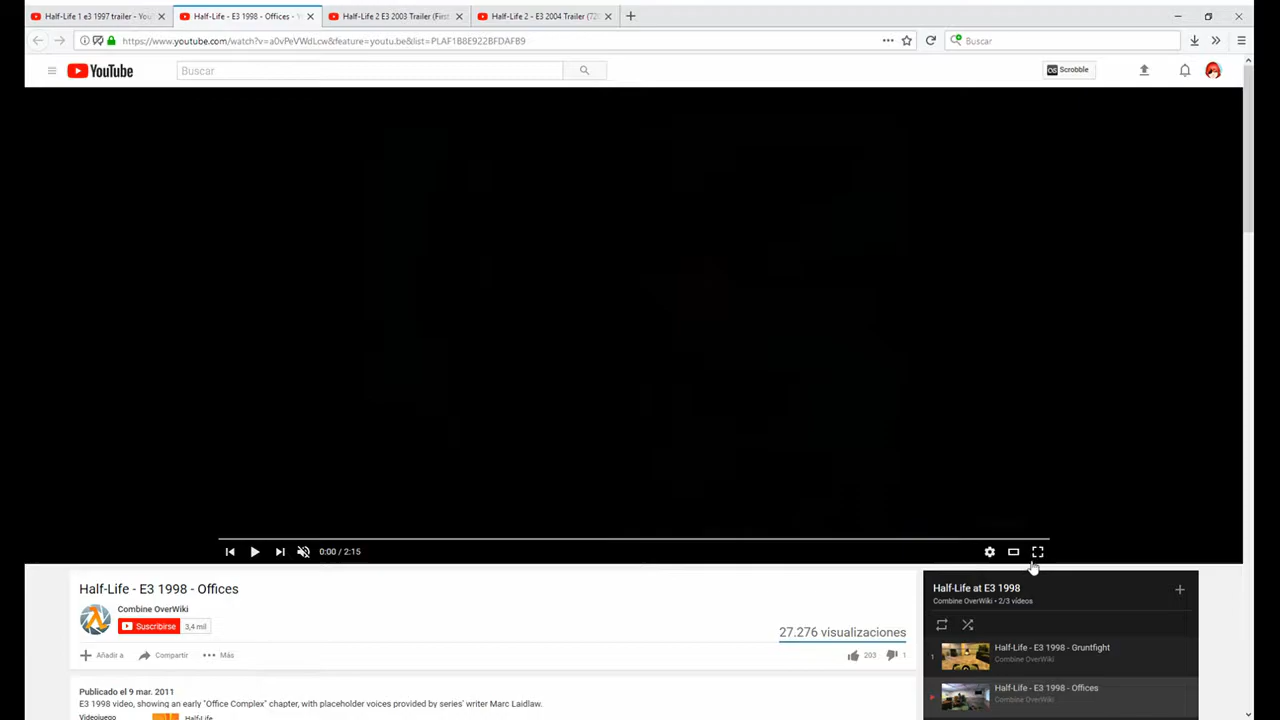 Half-Life 1 e3 1997 trailer - You
Half-Life - E3 1998 - Offices -
Half-Life 2 E3 2003 Trailer (First
Half-Life 2 - E3 2004 Trailer (72
https://www.youtube.com/watch?v=a0vPeVWdLcw&feature=youtu.be&list=PLAF1B8E922BFDAFB9
Buscar
YouTube
Buscar
Scrobble
0:00 / 2:15
Half-Life - E3 1998 - Offices
Combine OverWiki
Suscribirse 3,4 mil
27.276 visualizaciones
Añadir a Compartir Más
203 1
Publicado el 9 mar. 2011
E3 1998 video, showing an early "Office Complex" chapter, with placeholder voices provided by series' writer Marc Laidlaw.
Videojuego
Half-Life
Half-Life at E3 1998
Combine OverWiki • 2/3 vídeos
1
Half-Life - E3 1998 - Gruntfight
Combine OverWiki
Half-Life - E3 1998 - Offices
Combine OverWiki